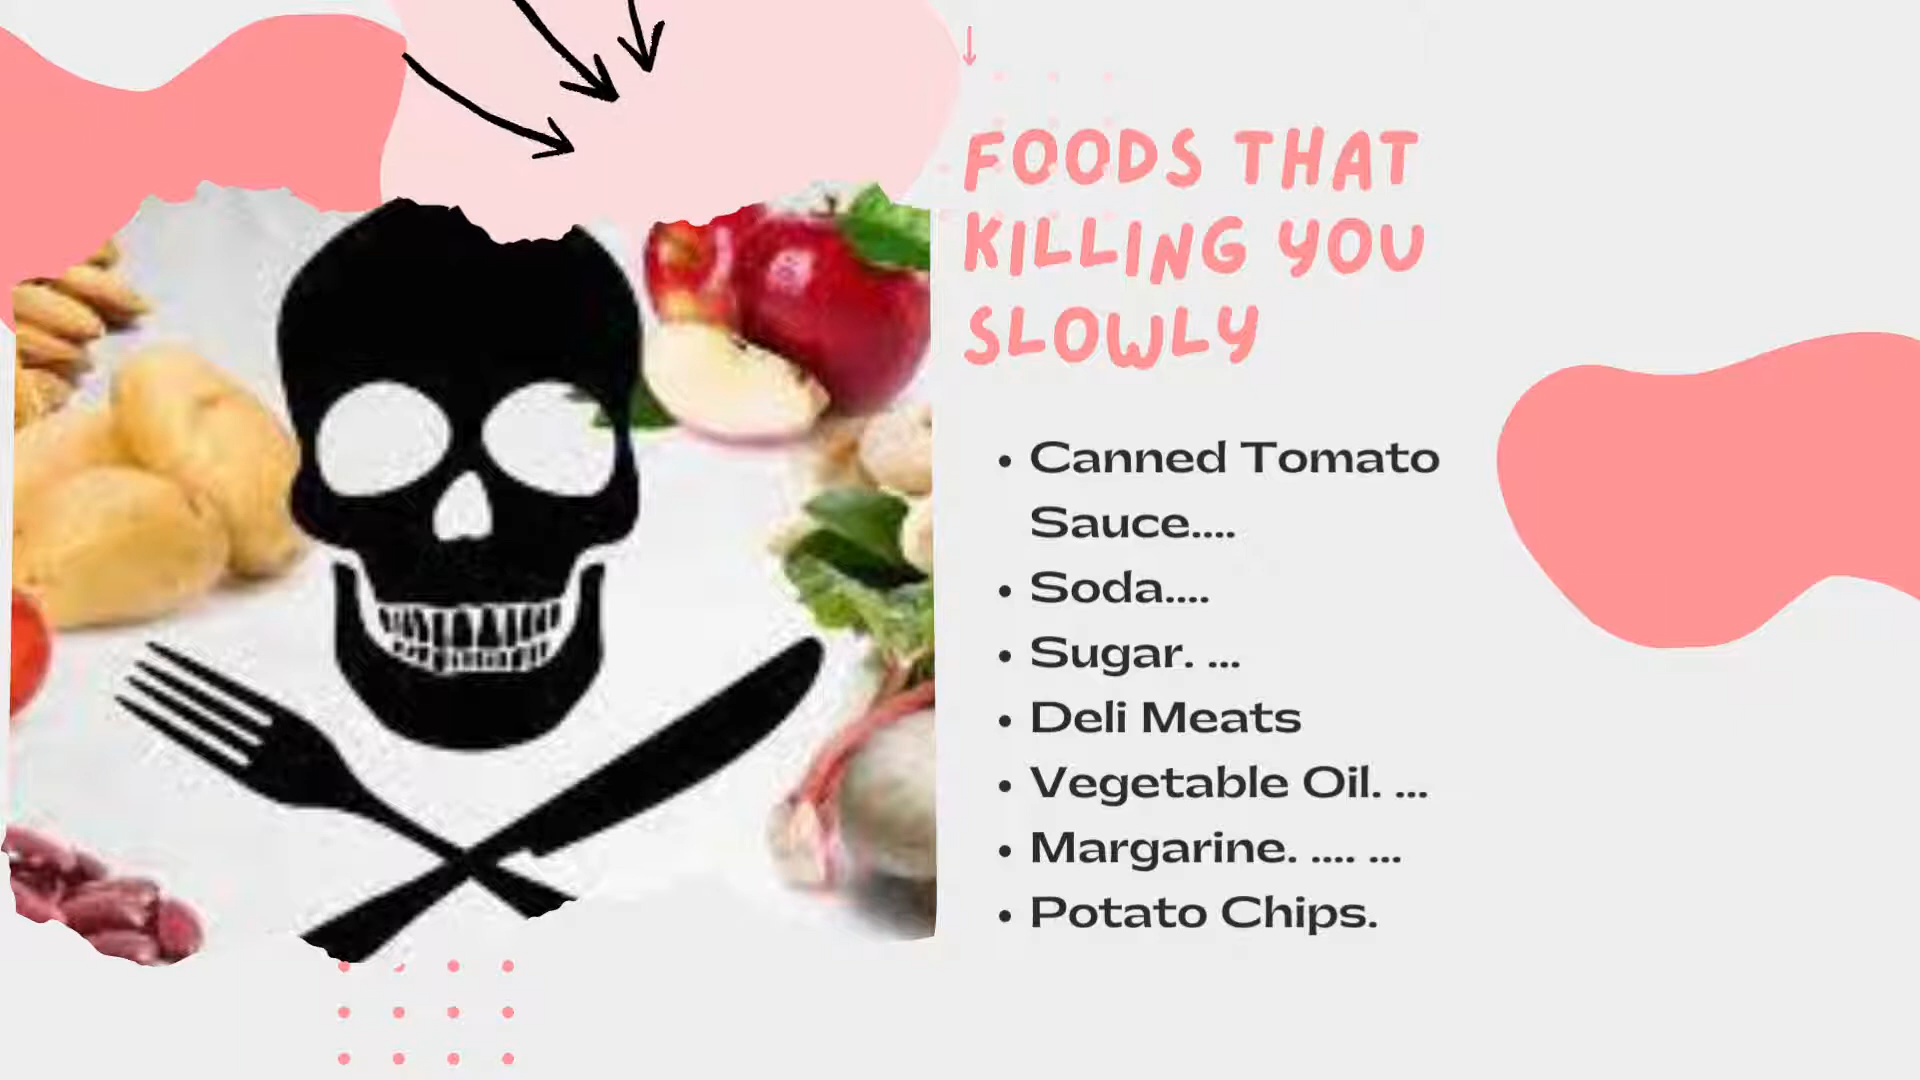 FOODS THAT
KILLING YOU
SLOWLY
• Canned Tomato
Sauce....
• Soda....
• Sugar. ...
• Deli Meats
• Vegetable Oil. ...
• Margarine. .... ...
• Potato Chips.